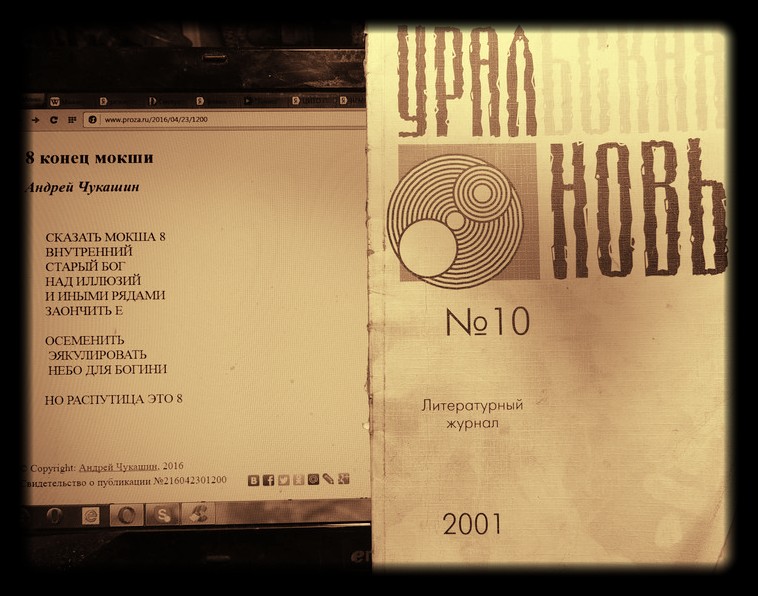 www.proza.ru/2016/04/23/1200
8 конец мокши
Андрей Чукашин
СКАЗАТЬ МОКША 8
ВНУТРЕННИЙ
СТАРЫЙ БОГ
НАД ИЛЛЮЗИЙ
И ИНЫМИ РЯДАМИ
ЗАОНЧИТЬ Е
ОСЕМЕНИТЬ
ЭЯКУЛИРОВАТЬ
НЕБО ДЛЯ БОГИНИ
НО РАСПУТИЦА ЭТО 8
© Copyright: Андрей Чукашин, 2016
Свидетельство о публикации №216042301200
УРАЛЬСКАЯ
НОВЬ
№10
Литературный
журнал
2001